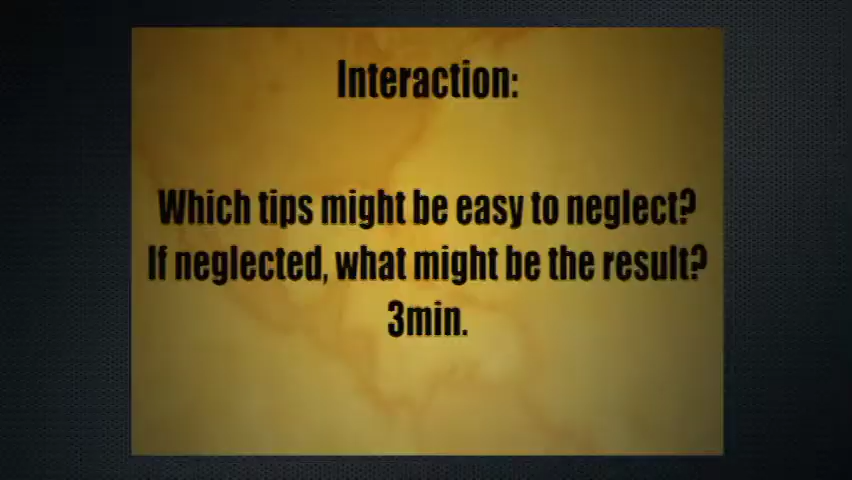 Interaction:
Which tips might be easy to neglect?
If neglected, what might be the result?
3min.